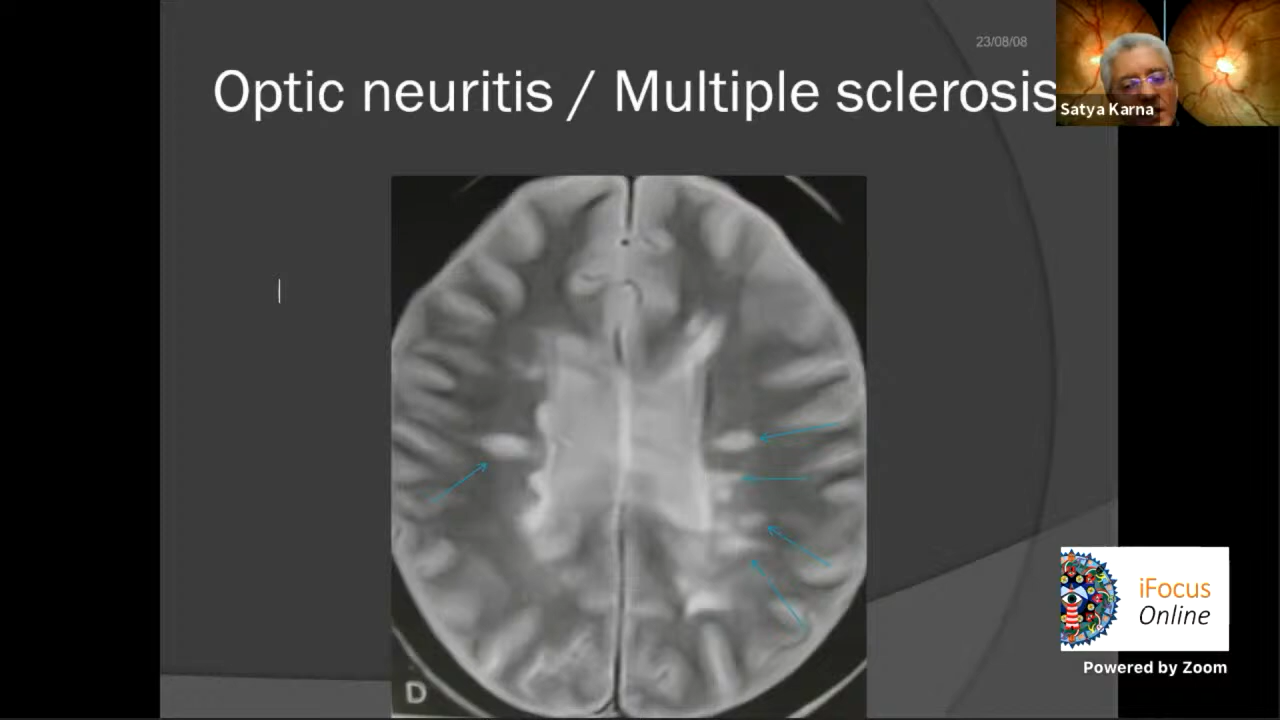 23/08/08
Optic neuritis / Multiple sclerosis
Satya Karna
D
iFocus
Online
Powered by Zoom